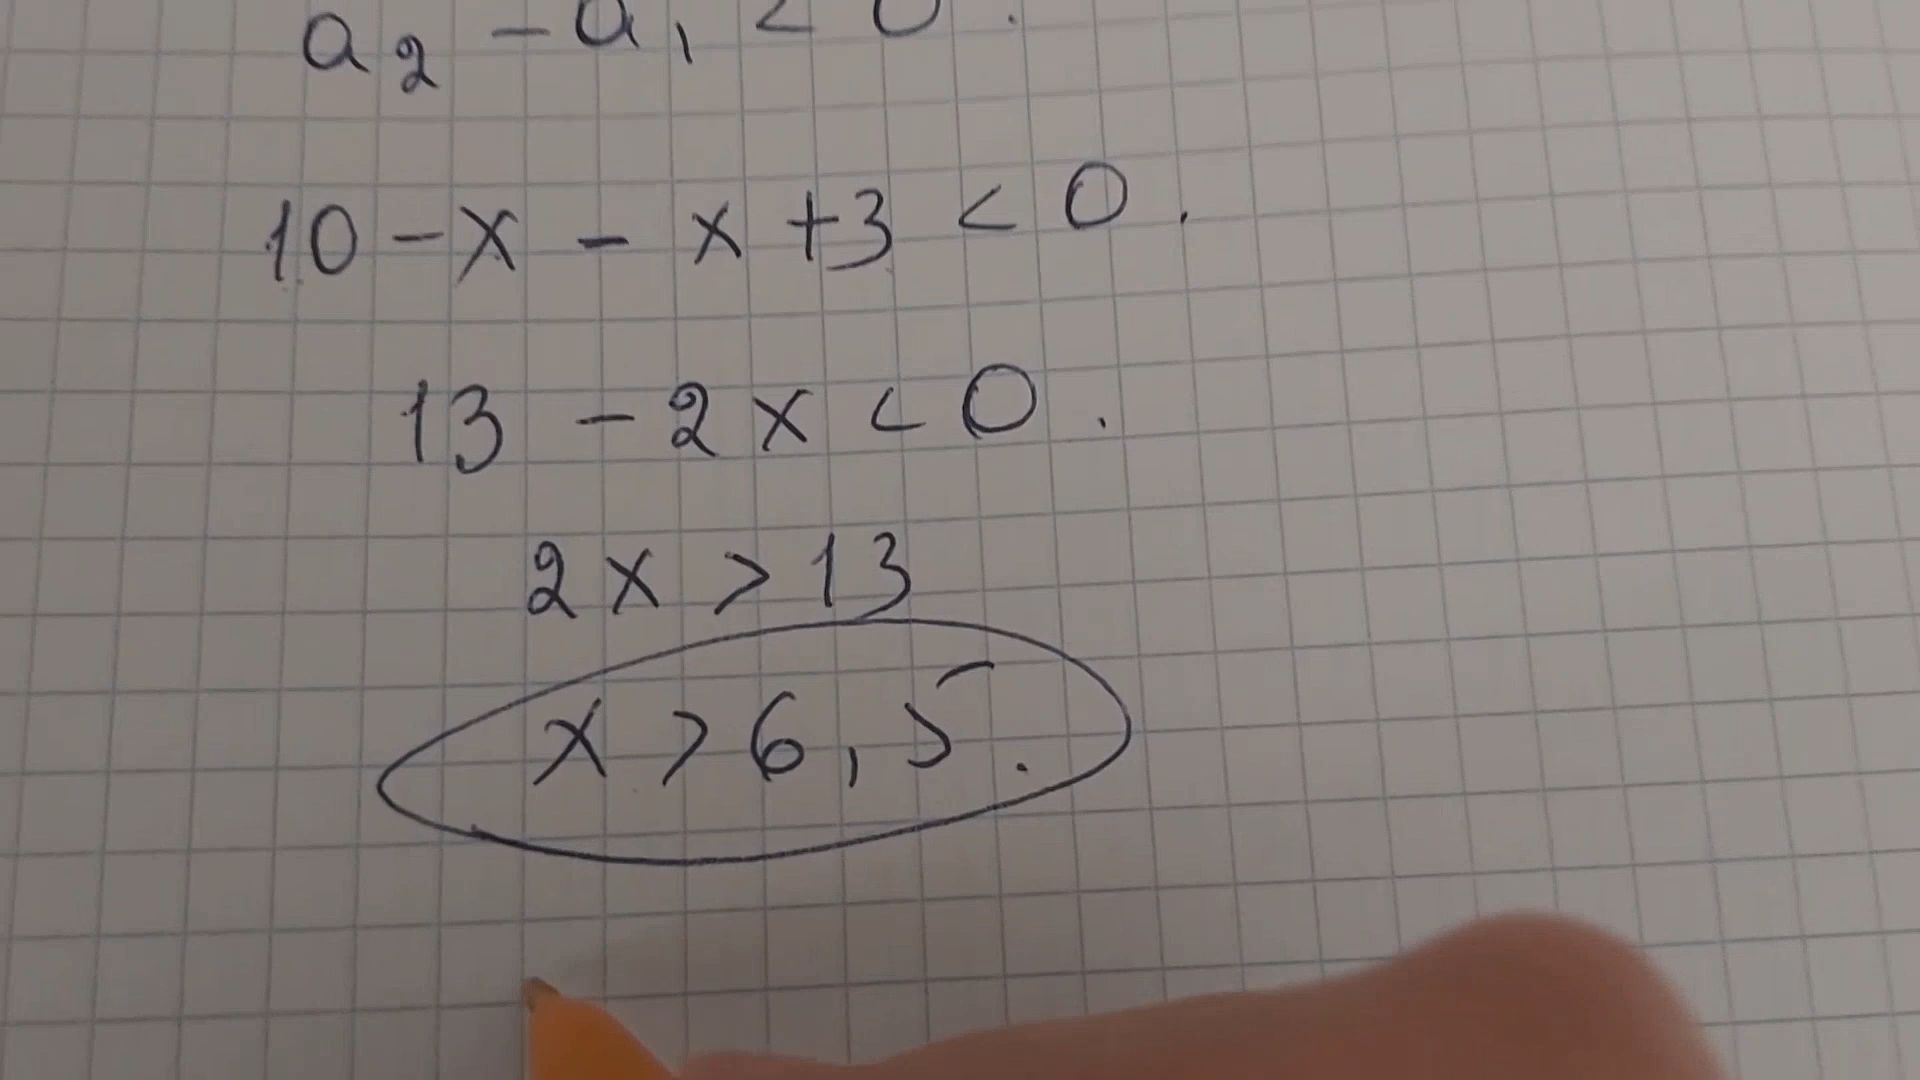 a₂ - a₁ < 0.
10 - x - x + 3 < 0.
13 - 2x < 0.
2x > 13
x > 6,5.